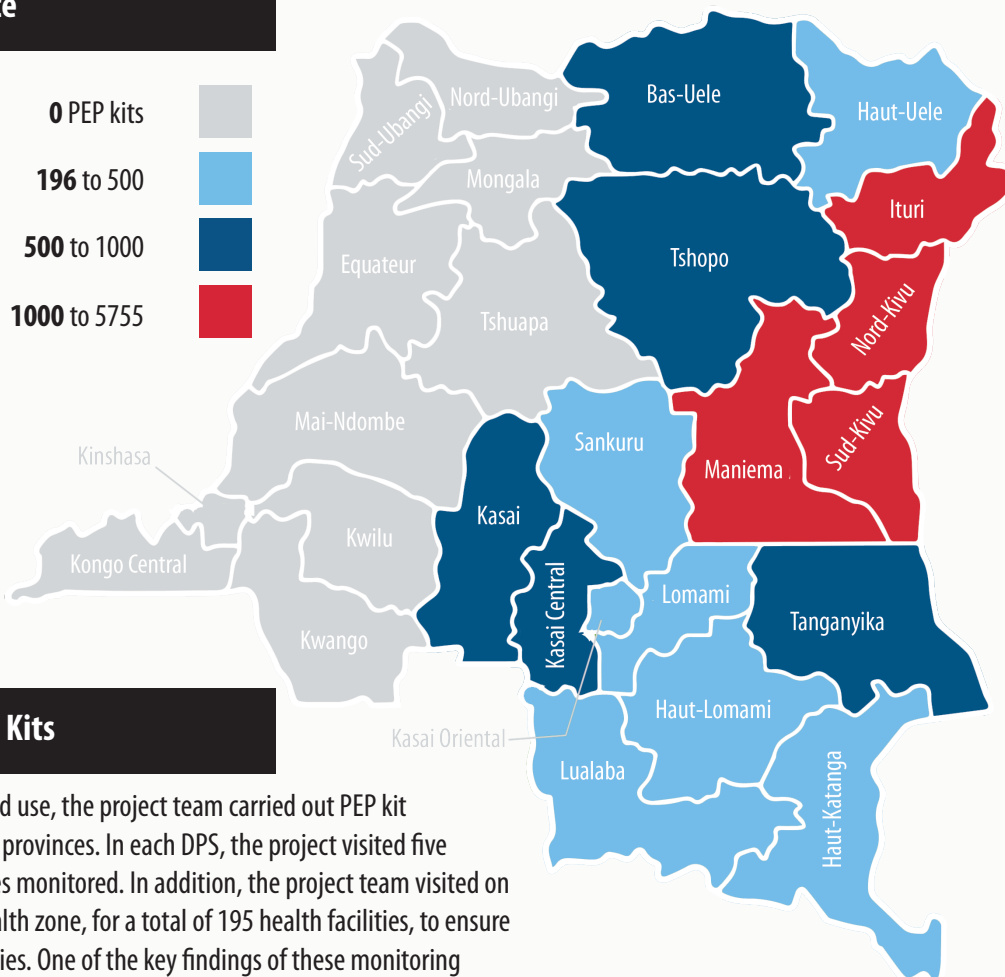 0 PEP kits
196 to 500
500 to 1000
1000 to 5755
Nord-Ubangi
Sud-Ubangi
Bas-Uele
Haut-Uele
Mongala
Ituri
Equateur
Tshopo
Tshuapa
Nord-Kivu
Mai-Ndombe
Sankuru
Sud-Kivu
Kinshasa
Maniema
Kasai
Kwilu
Kongo Central
Kasai Central
Lomami
Tanganyika
Kwango
Haut-Lomami
Kasai Oriental
Lualaba
Haut-Katanga
Kits
d use, the project team carried out PEP kit
provinces. In each DPS, the project visited five
es monitored. In addition, the project team visited on
alth zone, for a total of 195 health facilities, to ensure
ies. One of the key findings of these monitoring